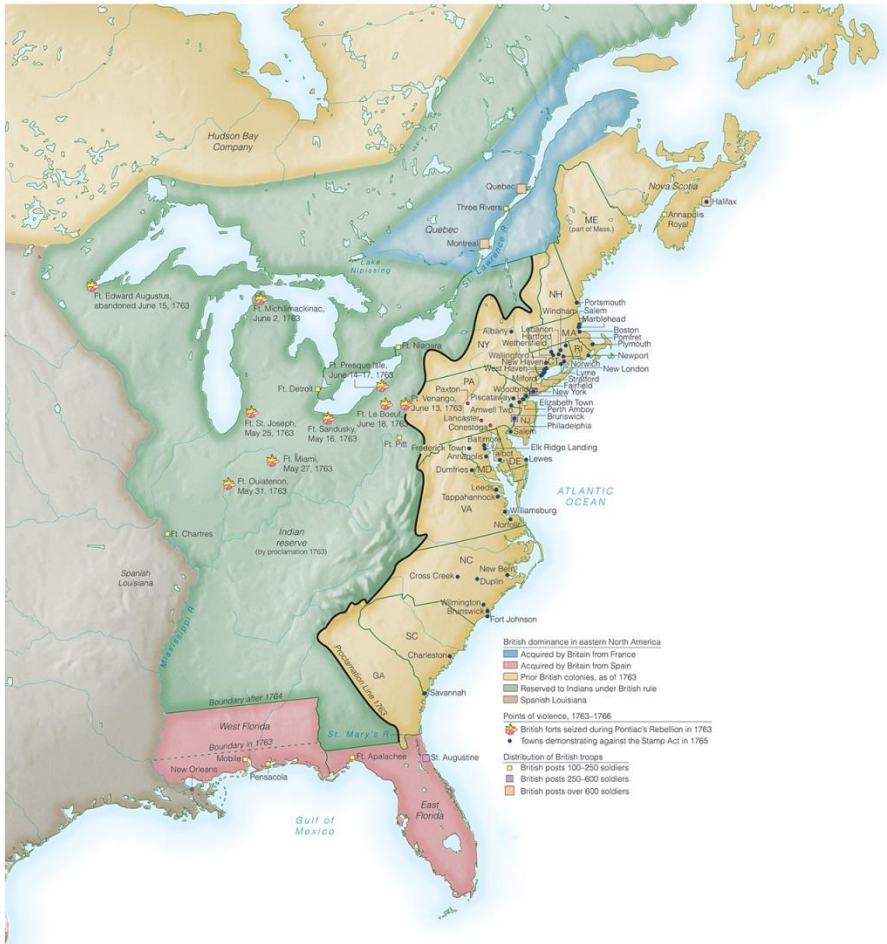 Hudson Bay
Company
Quebec
Three Rivers
Quebec
Montreal
St. Lawrence R.
Lake
Nipissing
Nova Scotia
Halifax
Annapolis
Royal
ME
(part of Mass.)
Ft. Edward Augustus,
abandoned June 15, 1763
Ft. Michilimackinac,
June 2, 1763
Ft. Niagara
Ft. Presque Isle,
June 14–17, 1763
Ft. Detroit
Ft. Venango,
June 13, 1763
Ft. Le Boeuf,
June 18, 1763
Ft. St. Joseph,
May 25, 1763
Ft. Sandusky,
May 16, 1763
Ft. Pitt
Ft. Miami,
May 27, 1763
Ft. Ouiatenon,
May 31, 1763
Ft. Chartres
Indian
reserve
(by proclamation 1763)
Spanish
Louisiana
Mississippi R.
NH
Portsmouth
Windham
Salem
Marblehead
Albany
Lebanon
Hartford
MA
Boston
Pomfret
NY
Wethersfield
RI
Plymouth
Wallingford
New Haven
CT
Norwich
Newport
West Haven
Lyme
New London
Milford
Stratford
PA
Woodbridge
Fairfield
Paxton
Piscataway
New York
Amwell Twp.
Elizabeth Town
Perth Amboy
Lancaster
NJ
Brunswick
Conestoga
Philadelphia
Salem
Baltimore
Frederick Town
Talbot
Elk Ridge Landing
Annapolis
DE
Lewes
Dumfries
MD
Leeds
Tappahannock
VA
Williamsburg
Norfolk
ATLANTIC
OCEAN
NC
New Bern
Cross Creek
Duplin
Wilmington
Brunswick
Fort Johnson
SC
Charleston
GA
Savannah
Proclamation Line 1763
Boundary after 1764
West Florida
St. Mary's R.
Boundary in 1763
Mobile
Ft. Apalachee
St. Augustine
New Orleans
Pensacola
East
Florida
Gulf of
Mexico
British dominance in eastern North America
Acquired by Britain from France
Acquired by Britain from Spain
Prior British colonies, as of 1763
Reserved to Indians under British rule
Spanish Louisiana
Points of violence, 1763–1766
British forts seized during Pontiac's Rebellion in 1763
Towns demonstrating against the Stamp Act in 1765
Distribution of British troops
British posts 100–250 soldiers
British posts 250–600 soldiers
British posts over 600 soldiers